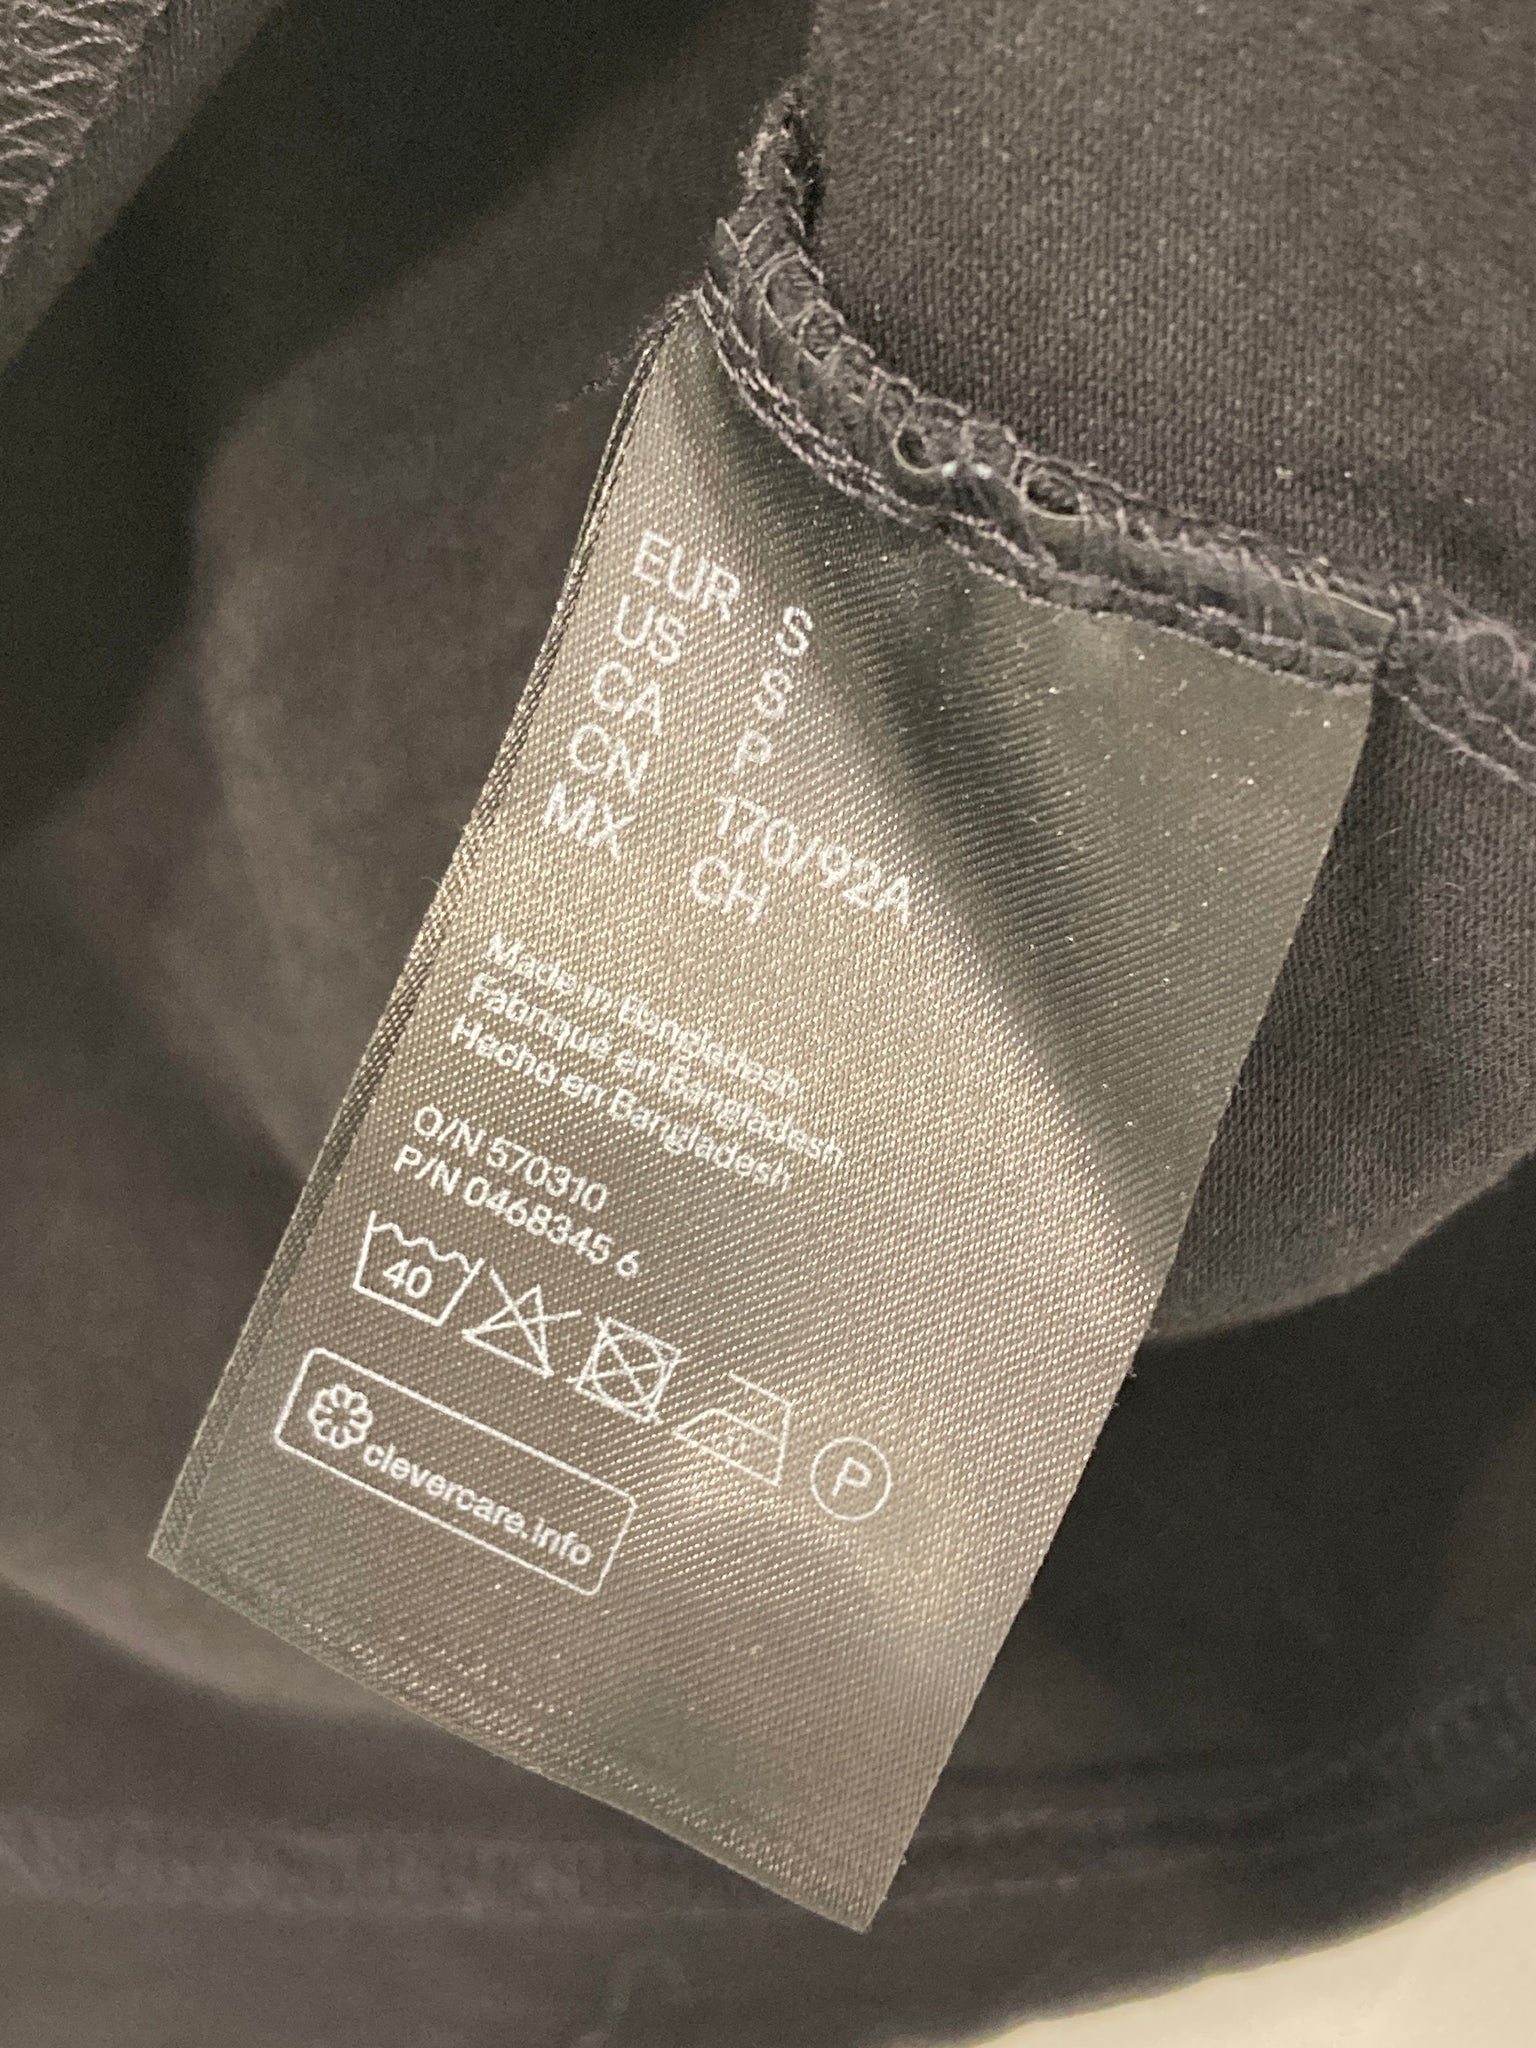 EUR S
US S
CA P
CN 170/92A
MX CH
Made in Bangladesh
Fabriqué en Bangladesh
Hecho en Bangladesh
O/N 570310
P/N 0468345 6
40
P
clevercare.info